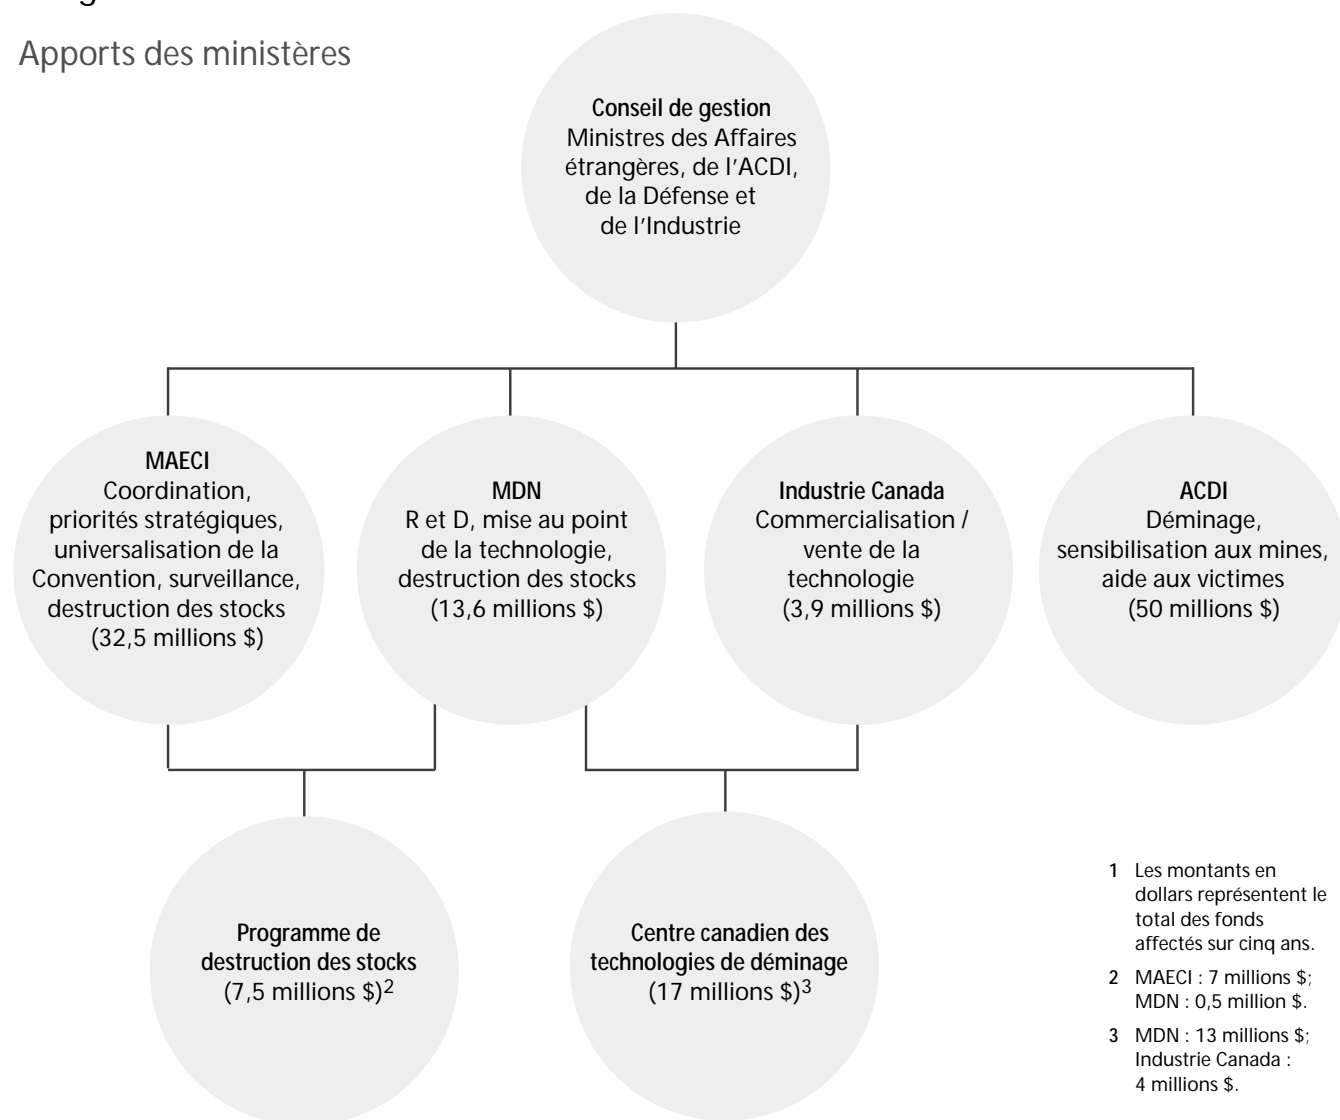 Apports des ministères
Conseil de gestion
Ministres des Affaires
étrangères, de l'ACDI,
de la Défense et
de l'Industrie
MAECI
Coordination,
priorités stratégiques,
universalisation de la
Convention, surveillance,
destruction des stocks
(32,5 millions $)
MDN
R et D, mise au point
de la technologie,
destruction des stocks
(13,6 millions $)
Industrie Canada
Commercialisation /
vente de la
technologie
(3,9 millions $)
ACDI
Déminage,
sensibilisation aux mines,
aide aux victimes
(50 millions $)
Programme de
destruction des stocks
(7,5 millions $)2
Centre canadien des
technologies de déminage
(17 millions $)3
1 Les montants en
dollars représentent le
total des fonds
affectés sur cinq ans.
2 MAECI : 7 millions $;
MDN : 0,5 million $.
3 MDN : 13 millions $;
Industrie Canada :
4 millions $.